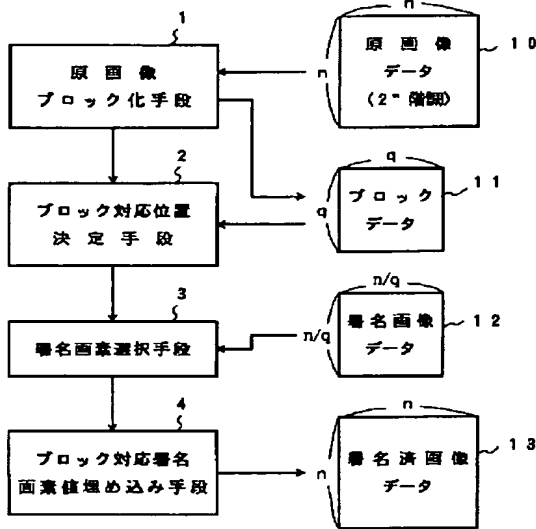 1
原画像
ブロック化手段
n
n
原画像
データ
(2ⁿ階調)
10
2
ブロック対応位置
決定手段
q
q
ブロック
データ
11
3
署名画素選択手段
n/q
n/q
署名画像
データ
12
4
ブロック対応署名
画素値埋め込み手段
n
n
署名済画像
データ
13